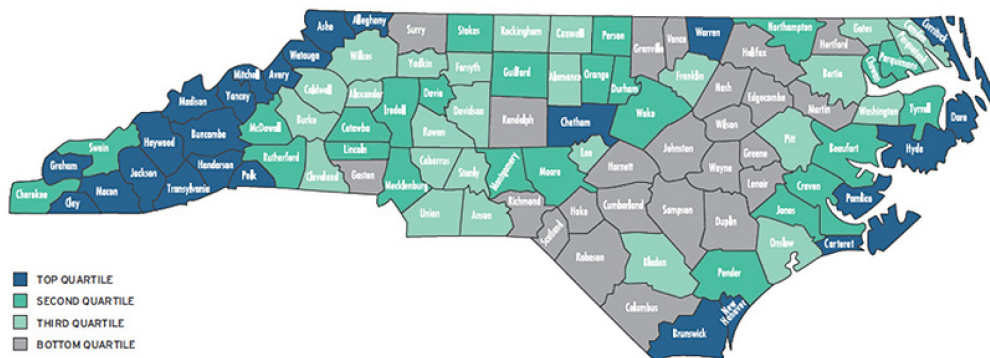 Ashe
Alleghany
Surry
Stokes
Rockingham
Caswell
Person
Granville
Vance
Warren
Northampton
Gates
Camden
Currituck
Pasquotank
Perquimans
Chowan
Hertford
Halifax
Bertie
Watauga
Wilkes
Yadkin
Forsyth
Guilford
Alamance
Orange
Durham
Franklin
Nash
Edgecombe
Martin
Washington
Tyrrell
Dare
Mitchell
Avery
Caldwell
Alexander
Iredell
Davie
Davidson
Randolph
Chetham
Wake
Wilson
Pitt
Beaufort
Hyde
Madison
Yancey
Burke
McDowell
Catawba
Rowan
Lee
Johnston
Greene
Wayne
Lenoir
Craven
Pamlico
Haywood
Buncombe
Rutherford
Lincoln
Cleveland
Gaston
Mecklenburg
Cabarrus
Stanly
Montgomery
Moore
Harnett
Swain
Graham
Cherokee
Cley
Macon
Jackson
Transylvania
Henderson
Polk
Union
Anson
Richmond
Scotland
Hoke
Cumberland
Sampson
Duplin
Jones
Onslow
Carteret
Robeson
Bladen
Pender
Columbus
Brunswick
New
Hanover
TOP QUARTILE
SECOND QUARTILE
THIRD QUARTILE
BOTTOM QUARTILE